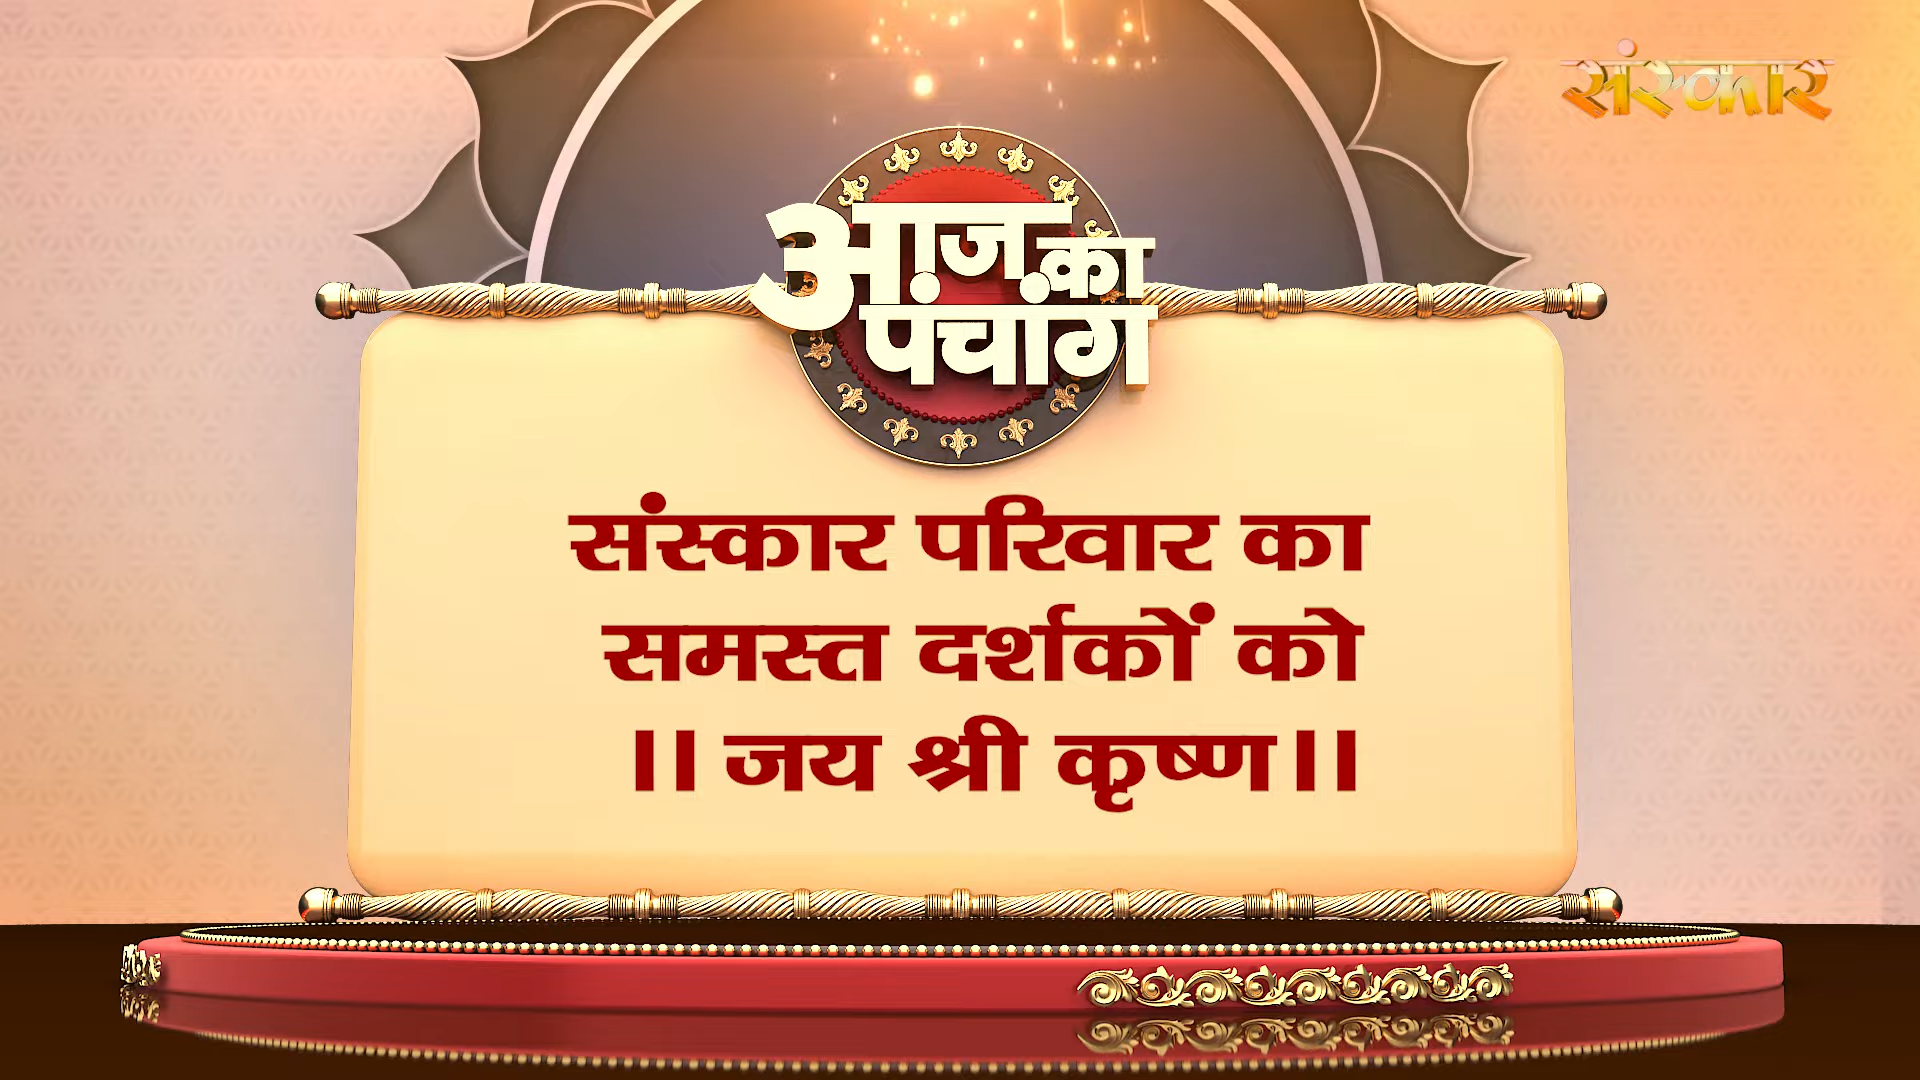 संस्कार
आज का
पंचांग
संस्कार परिवार का
समस्त दर्शकों को
।। जय श्री कृष्ण।।